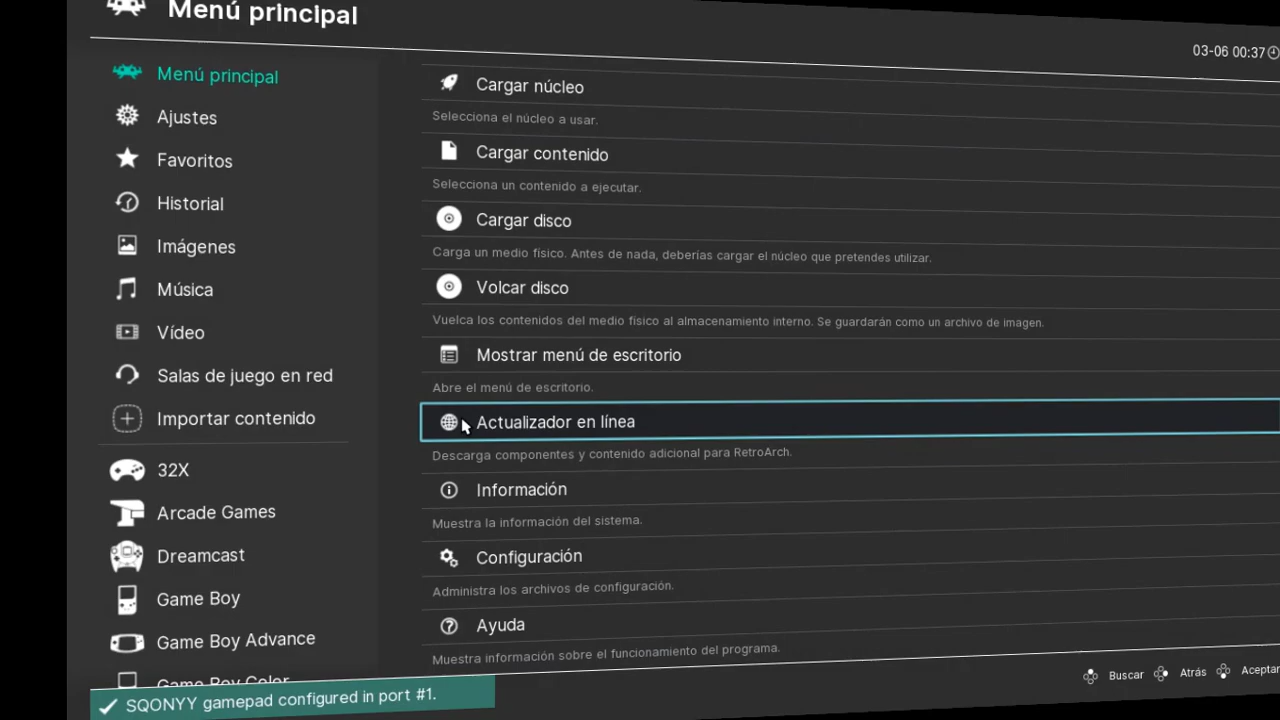 Menú principal
03-06 00:37
Menú principal
Ajustes
Favoritos
Historial
Imágenes
Música
Vídeo
Salas de juego en red
Importar contenido
32X
Arcade Games
Dreamcast
Game Boy
Game Boy Advance
Game Boy Color
Cargar núcleo
Selecciona el núcleo a usar.
Cargar contenido
Selecciona un contenido a ejecutar.
Cargar disco
Carga un medio físico. Antes de nada, deberías cargar el núcleo que pretendes utilizar.
Volcar disco
Vuelca los contenidos del medio físico al almacenamiento interno. Se guardarán como un archivo de imagen.
Mostrar menú de escritorio
Abre el menú de escritorio.
Actualizador en línea
Descarga componentes y contenido adicional para RetroArch.
Información
Muestra la información del sistema.
Configuración
Administra los archivos de configuración.
Ayuda
Muestra información sobre el funcionamiento del programa.
SQONYY gamepad configured in port #1.
Buscar Atrás Aceptar